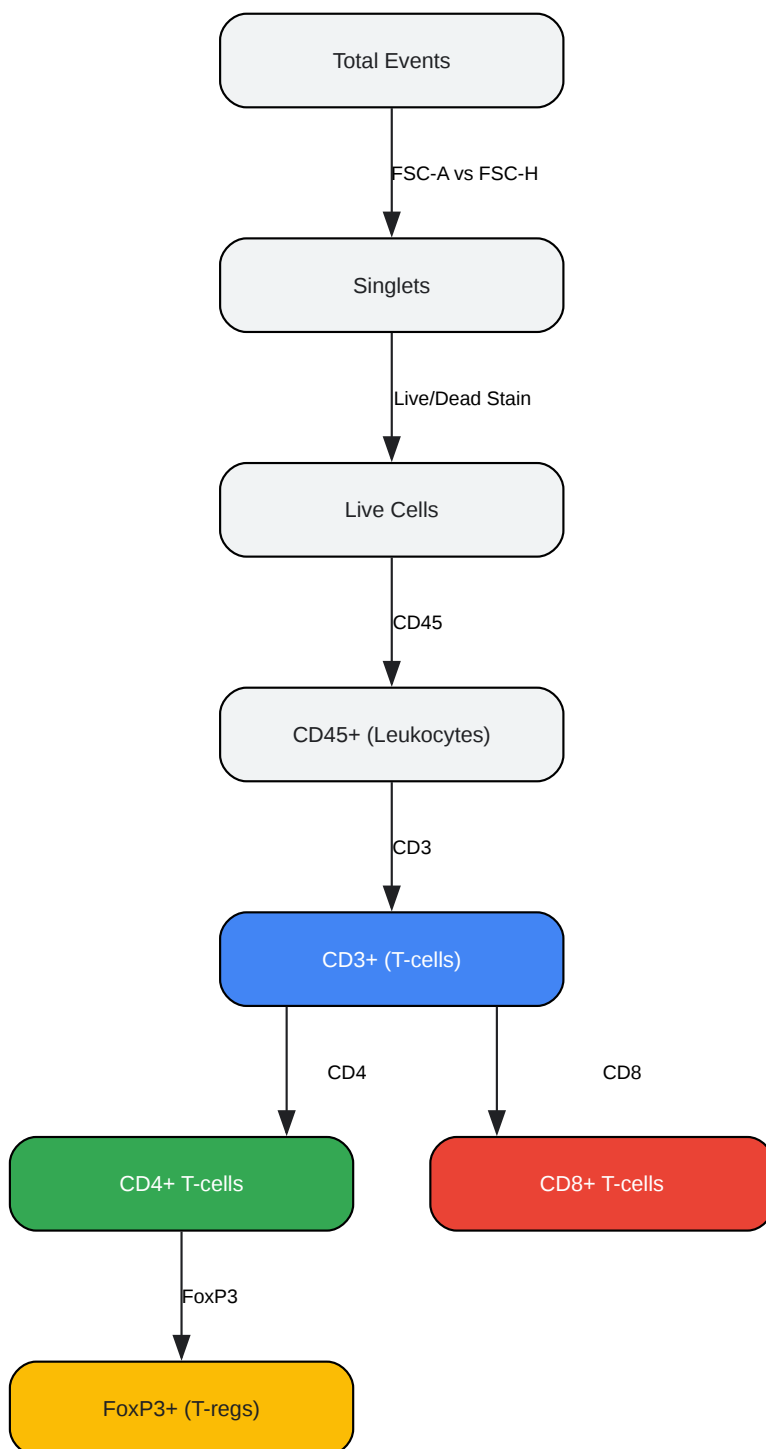 Total Events
FSC-A vs FSC-H
Singlets
Live/Dead Stain
Live Cells
CD45
CD45+ (Leukocytes)
CD3
CD3+ (T-cells)
CD4
CD8
CD4+ T-cells
CD8+ T-cells
FoxP3
FoxP3+ (T-regs)